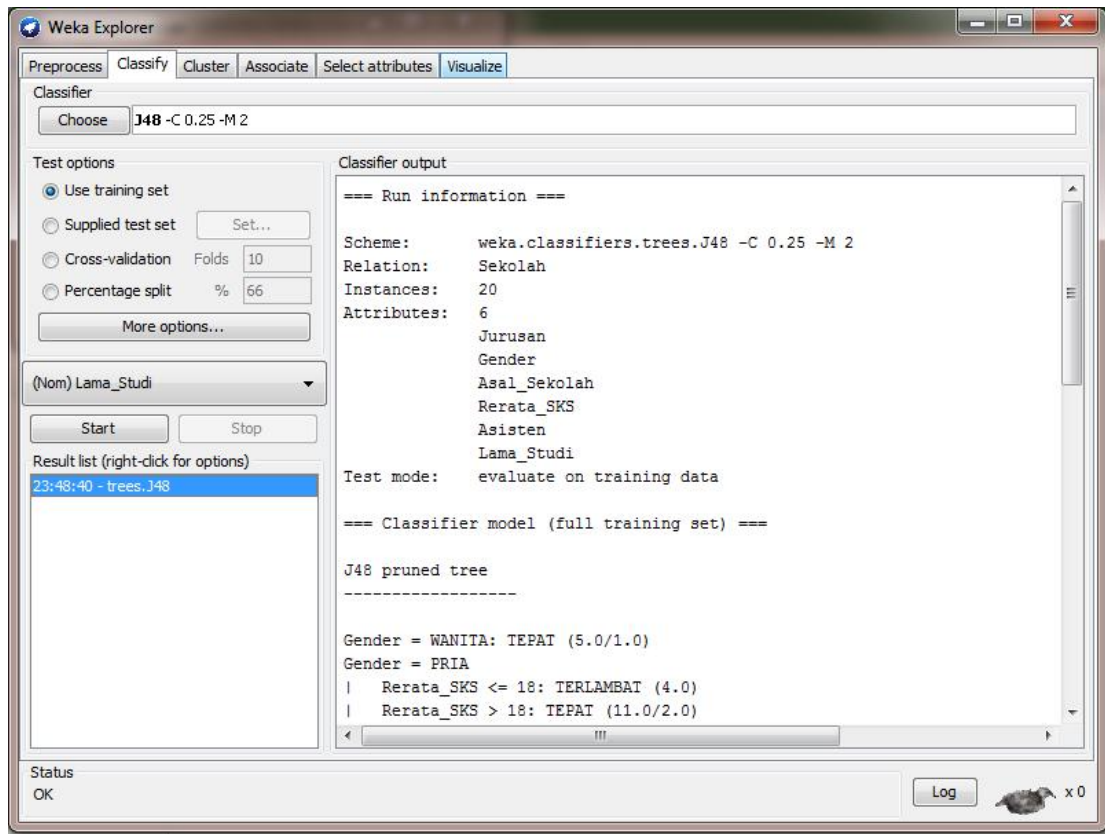 Weka Explorer
Preprocess Classify Cluster Associate Select attributes Visualize
Classifier
Choose J48 -C 0.25 -M 2
Test options
Use training set
Supplied test set Set...
Cross-validation Folds 10
Percentage split % 66
More options...
(Nom) Lama_Studi
Start Stop
Result list (right-click for options)
23:48:40 - trees.J48
Classifier output
=== Run information ===
Scheme: weka.classifiers.trees.J48 -C 0.25 -M 2
Relation: Sekolah
Instances: 20
Attributes: 6
Jurusan
Gender
Asal_Sekolah
Rerata_SKS
Asisten
Lama_Studi
Test mode: evaluate on training data
=== Classifier model (full training set) ===
J48 pruned tree
------------------
Gender = WANITA: TEPAT (5.0/1.0)
Gender = PRIA
|   Rerata_SKS <= 18: TERLAMBAT (4.0)
|   Rerata_SKS > 18: TEPAT (11.0/2.0)
Status
OK
Log x 0